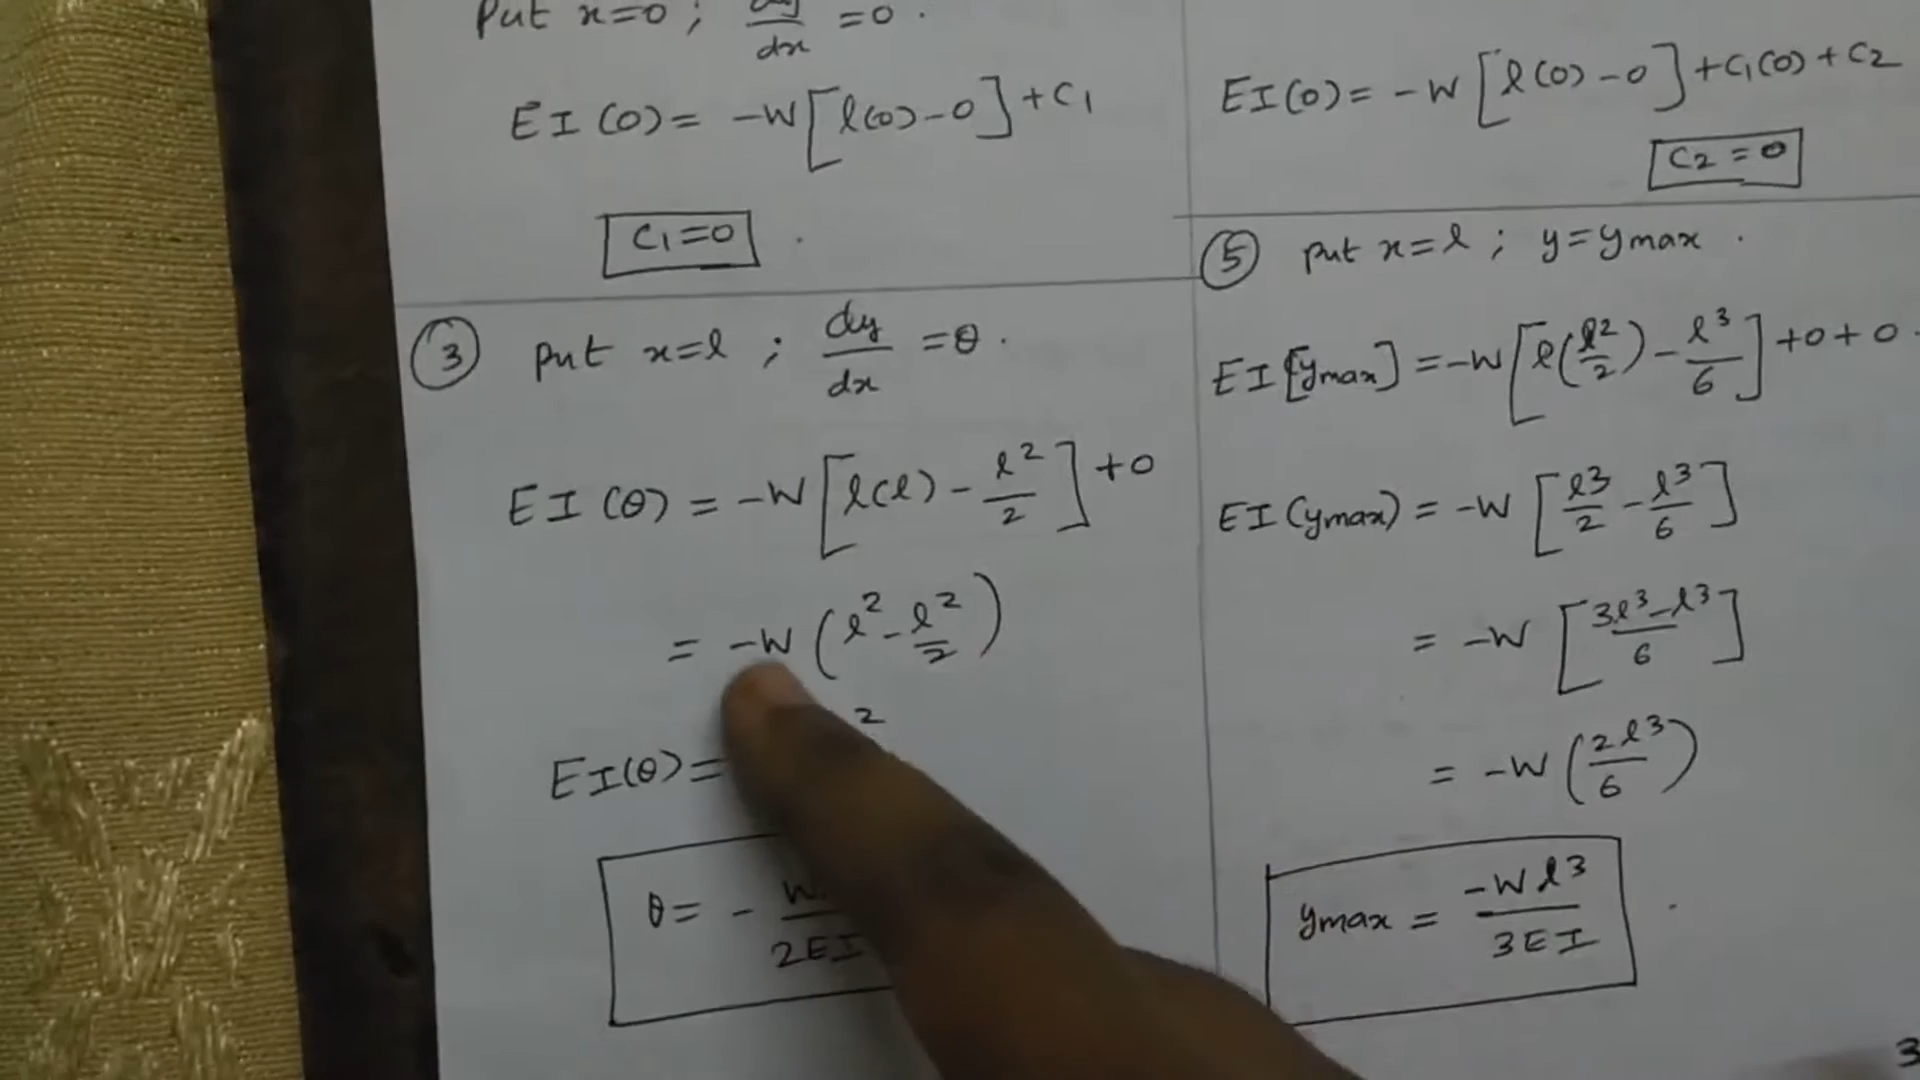 Put x=0 ; dy/dx = 0 .
EI(0) = -W[l(0)-0]+C1
C1=0
③ Put x=l ; dy/dx = θ .
EI(θ) = -W[l(l) - l²/2]+0
= -W(l² - l²/2)
EI(θ)=
θ = - W /2EI
EI(0)= -W[l(0)-0]+C1(0)+C2
C2 = 0
⑤ Put x=l ; y=ymax .
EI[ymax] = -W[l(l²/2) - l³/6]+0+0 .
EI(ymax) = -W[l3/2 - l3/6]
= -W[3l3-l3/6]
= -W(2l3/6)
ymax = -Wl3/3EI .
3